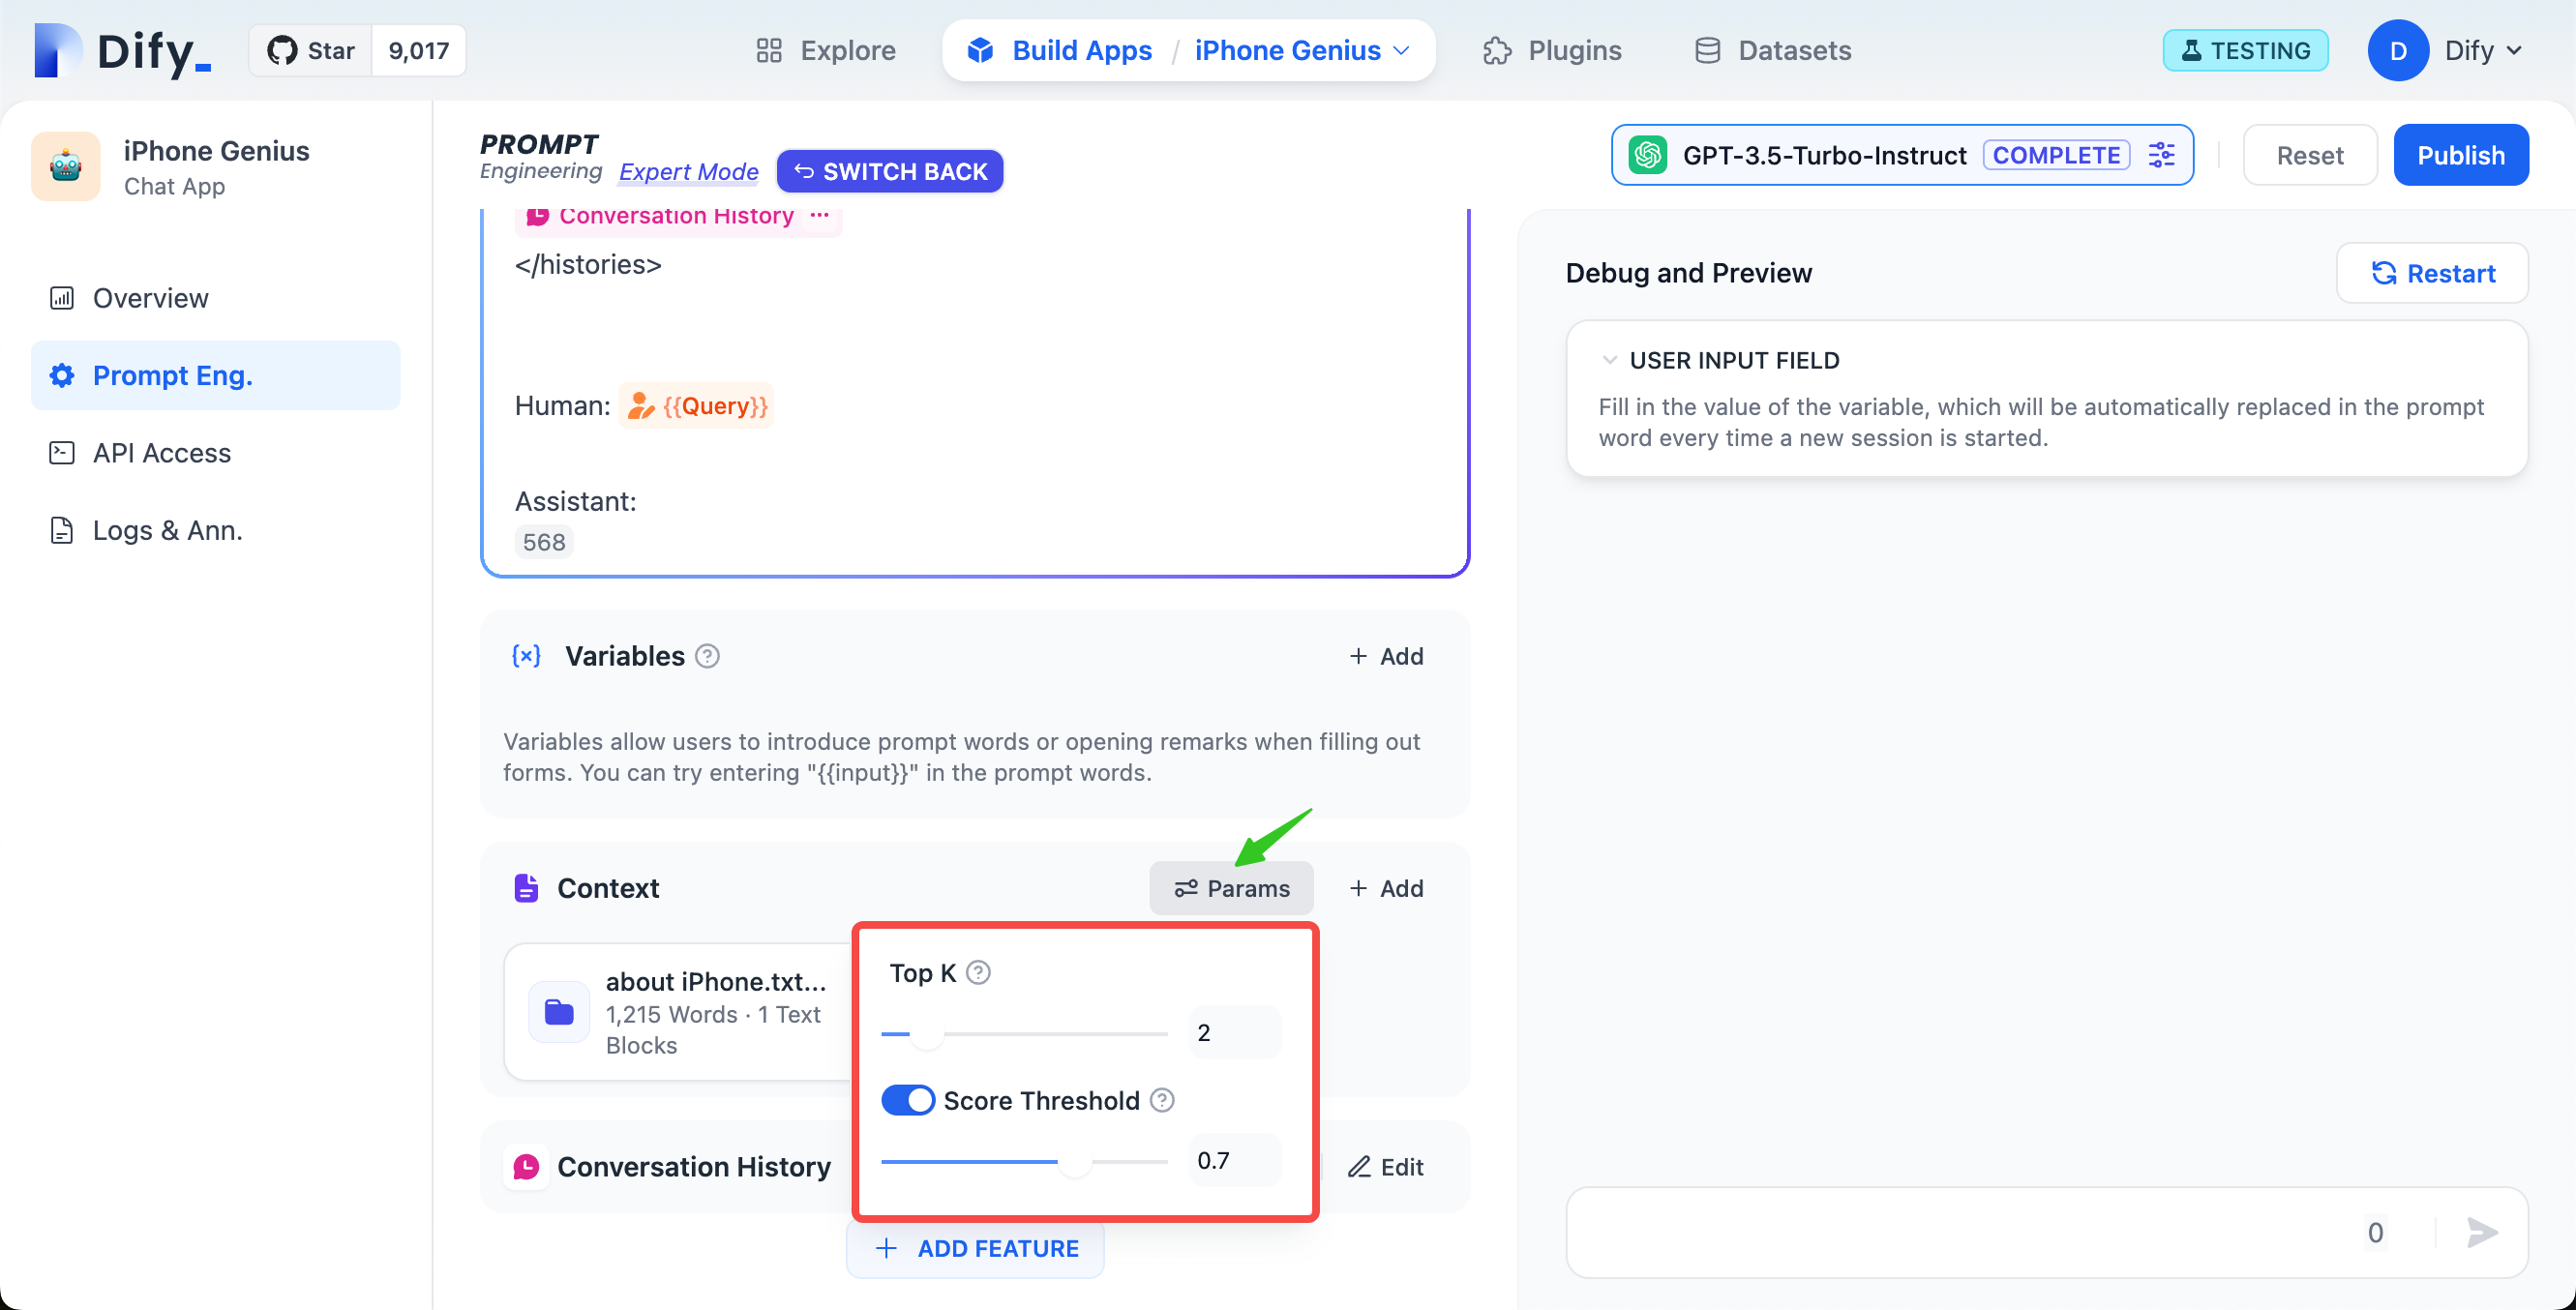 Dify_
Star 9,017
Explore
Build Apps / iPhone Genius
Plugins
Datasets
TESTING
D
Dify
iPhone Genius
Chat App
Overview
Prompt Eng.
API Access
Logs & Ann.
PROMPT
Engineering
Expert Mode
SWITCH BACK
GPT-3.5-Turbo-Instruct
COMPLETE
Reset
Publish
Conversation History ...
</histories>
Human: {{Query}}
Assistant:
568
Variables
+ Add
Variables allow users to introduce prompt words or opening remarks when filling out
forms. You can try entering "{{input}}" in the prompt words.
Context
Params
+ Add
about iPhone.txt...
1,215 Words · 1 Text
Blocks
Top K
2
Score Threshold
0.7
Conversation History
Edit
+ ADD FEATURE
Debug and Preview
Restart
USER INPUT FIELD
Fill in the value of the variable, which will be automatically replaced in the prompt
word every time a new session is started.
0